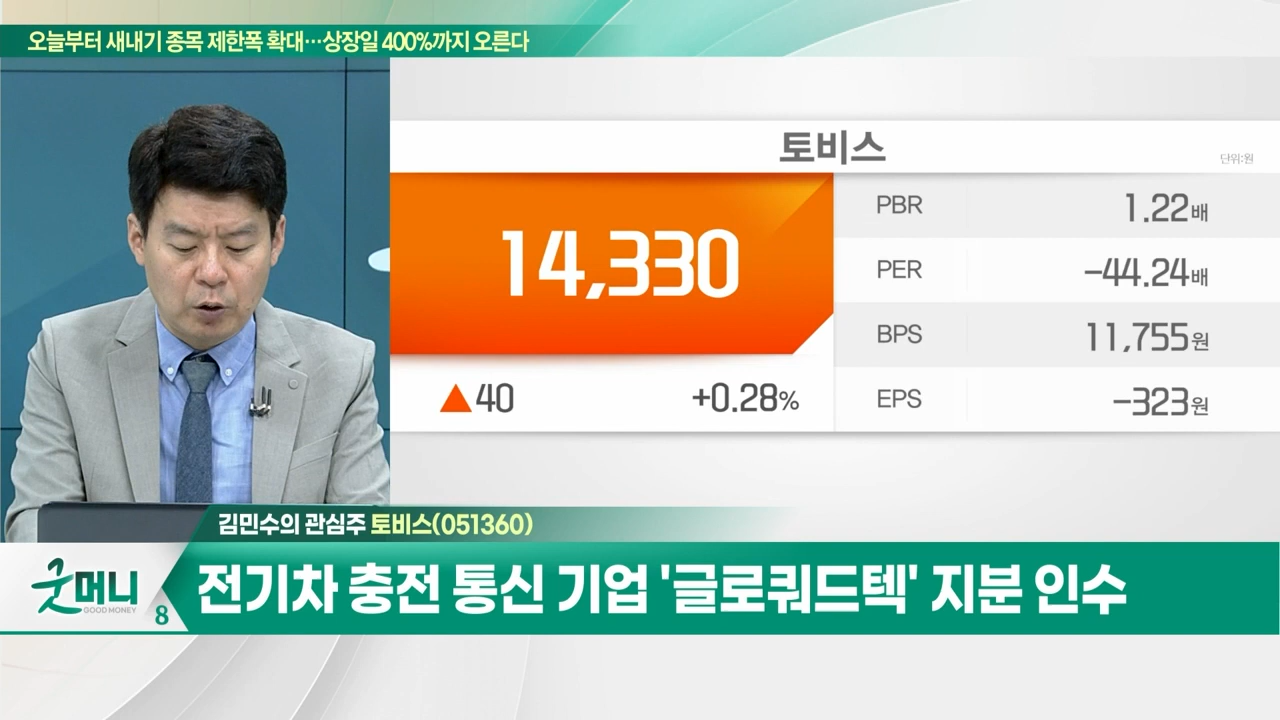 오늘부터 새내기 종목 제한폭 확대…상장일 400%까지 오른다
토비스
단위:원
14,330
▲40 +0.28%
PBR 1.22배
PER -44.24배
BPS 11,755원
EPS -323원
김민수의 관심주 토비스(051360)
굿머니
GOOD MONEY
8
전기차 충전 통신 기업 '글로쿼드텍' 지분 인수